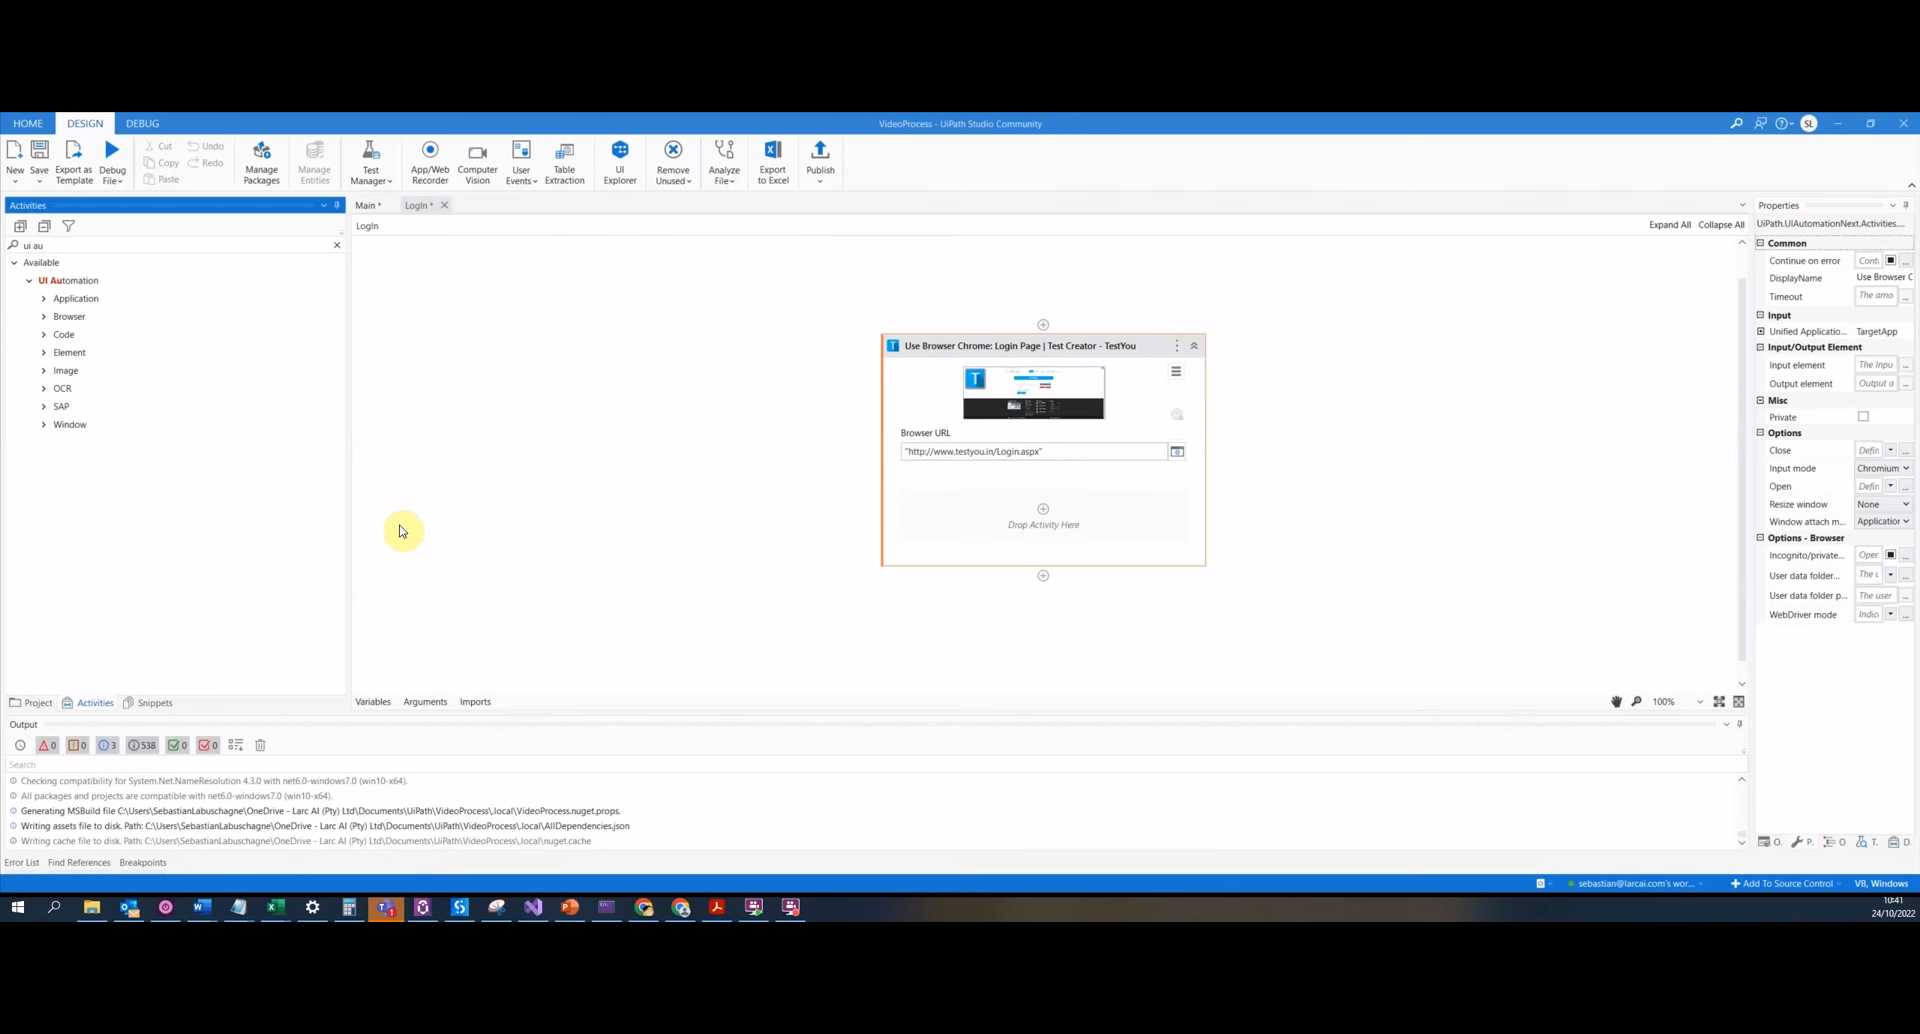 HOME
DESIGN
DEBUG
VideoProcess - UiPath Studio Community
SL
New
Save
Export as
Template
Debug
File
Cut
Copy
Paste
Undo
Redo
Manage
Packages
Manage
Entities
Test
Manager
App/Web
Recorder
Computer
Vision
User
Events
Table
Extraction
UI
Explorer
Remove
Unused
Analyze
File
Export
to Excel
Publish
Activities
ui au
Available
UI Automation
Application
Browser
Code
Element
Image
OCR
SAP
Window
Project
Activities
Snippets
Main *
LogIn *
LogIn
Expand All
Collapse All
Use Browser Chrome: Login Page | Test Creator - TestYou
Browser URL
"http://www.testyou.in/Login.aspx"
Drop Activity Here
Variables
Arguments
Imports
100%
Properties
UiPath.UIAutomationNext.Activities....
Common
Continue on error
DisplayName
Use Browser C
Timeout
The amo
Input
Unified Applicatio...
TargetApp
Input/Output Element
Input element
The Inpu
Output element
Output a
Misc
Private
Options
Close
Defin
Input mode
Chromium
Open
Defin
Resize window
None
Window attach m...
Application
Options - Browser
Incognito/private...
Oper
User data folder...
User data folder p...
The user
WebDriver mode
Indic
Output
0
0
3
538
0
0
Search
Checking compatibility for System.Net.NameResolution 4.3.0 with net6.0-windows7.0 (win10-x64).
All packages and projects are compatible with net6.0-windows7.0 (win10-x64).
Generating MSBuild file C:\Users\SebastianLabuschagne\OneDrive - Larc AI (Pty) Ltd\Documents\UiPath\VideoProcess\.local\VideoProcess.nuget.props.
Writing assets file to disk. Path: C:\Users\SebastianLabuschagne\OneDrive - Larc AI (Pty) Ltd\Documents\UiPath\VideoProcess\.local\AllDependencies.json
Writing cache file to disk. Path: C:\Users\SebastianLabuschagne\OneDrive - Larc AI (Pty) Ltd\Documents\UiPath\VideoProcess\.local\nuget.cache
O.
P.
O
T.
D
Error List
Find References
Breakpoints
sebastian@larcai.com's wor...
Add To Source Control
VB, Windows
10:41
24/10/2022